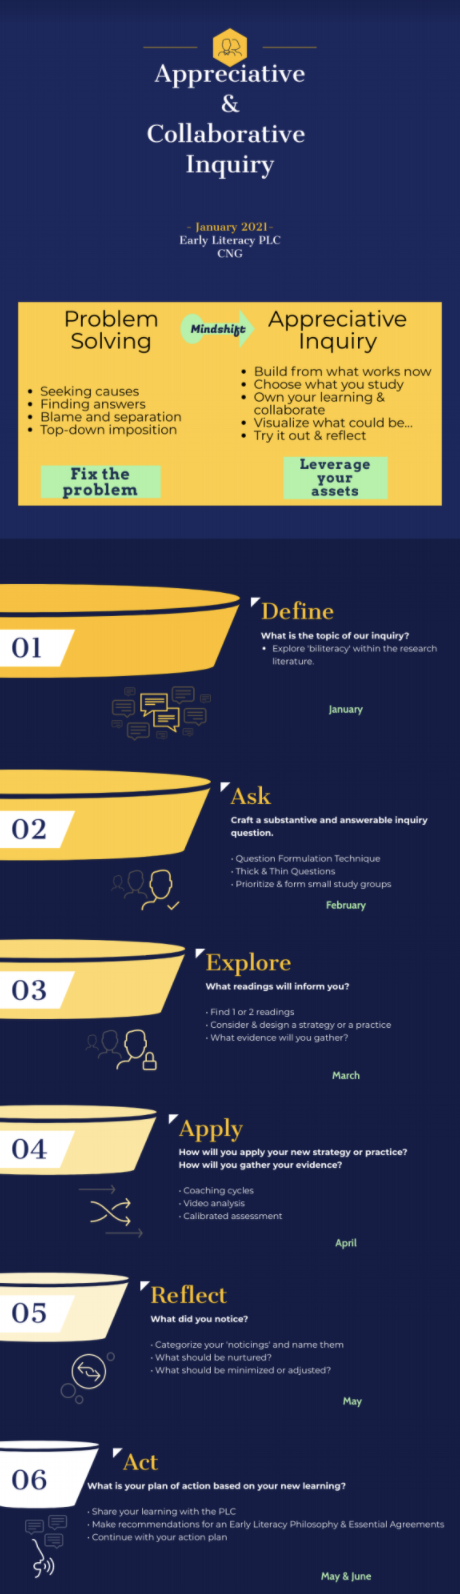 Appreciative
&
Collaborative
Inquiry
- January 2021-
Early Literacy PLC
CNG
Problem
Solving
Mindshift
Appreciative
Inquiry
• Seeking causes
• Finding answers
• Blame and separation
• Top-down imposition
• Build from what works now
• Choose what you study
• Own your learning &
collaborate
• Visualize what could be...
• Try it out & reflect
Fix the
problem
Leverage
your
assets
01
Define
What is the topic of our inquiry?
• Explore 'biliteracy' within the research
literature.
January
02
Ask
Craft a substantive and answerable inquiry
question.
• Question Formulation Technique
• Thick & Thin Questions
• Prioritize & form small study groups
February
03
Explore
What readings will inform you?
• Find 1 or 2 readings
• Consider & design a strategy or a practice
• What evidence will you gather?
March
04
Apply
How will you apply your new strategy or practice?
How will you gather your evidence?
• Coaching cycles
• Video analysis
• Calibrated assessment
April
05
Reflect
What did you notice?
• Categorize your 'noticings' and name them
• What should be nurtured?
• What should be minimized or adjusted?
May
06
Act
What is your plan of action based on your new learning?
• Share your learning with the PLC
• Make recommendations for an Early Literacy Philosophy & Essential Agreements
• Continue with your action plan
May & June